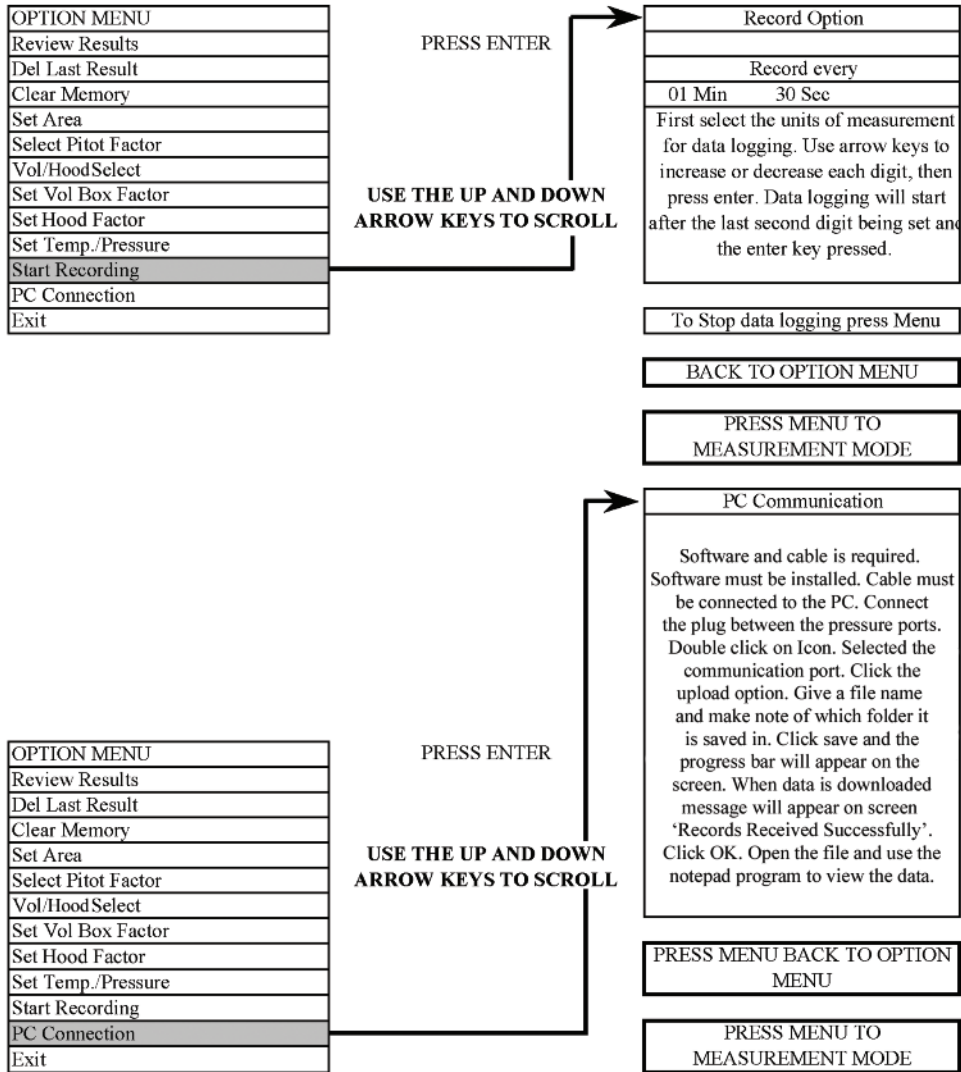 OPTION MENU
Review Results
Del Last Result
Clear Memory
Set Area
Select Pitot Factor
Vol/HoodSelect
Set Vol Box Factor
Set Hood Factor
Set Temp./Pressure
Start Recording
PC Connection
Exit
PRESS ENTER
USE THE UP AND DOWN
ARROW KEYS TO SCROLL
Record Option
Record every
01 Min 30 Sec
First select the units of measurement
for data logging. Use arrow keys to
increase or decrease each digit, then
press enter. Data logging will start
after the last second digit being set and
the enter key pressed.
To Stop data logging press Menu
BACK TO OPTION MENU
PRESS MENU TO
MEASUREMENT MODE
OPTION MENU
Review Results
Del Last Result
Clear Memory
Set Area
Select Pitot Factor
Vol/HoodSelect
Set Vol Box Factor
Set Hood Factor
Set Temp./Pressure
Start Recording
PC Connection
Exit
PRESS ENTER
USE THE UP AND DOWN
ARROW KEYS TO SCROLL
PC Communication
Software and cable is required.
Software must be installed. Cable must
be connected to the PC. Connect
the plug between the pressure ports.
Double click on Icon. Selected the
communication port. Click the
upload option. Give a file name
and make note of which folder it
is saved in. Click save and the
progress bar will appear on the
screen. When data is downloaded
message will appear on screen
‘Records Received Successfully’.
Click OK. Open the file and use the
notepad program to view the data.
PRESS MENU BACK TO OPTION
MENU
PRESS MENU TO
MEASUREMENT MODE